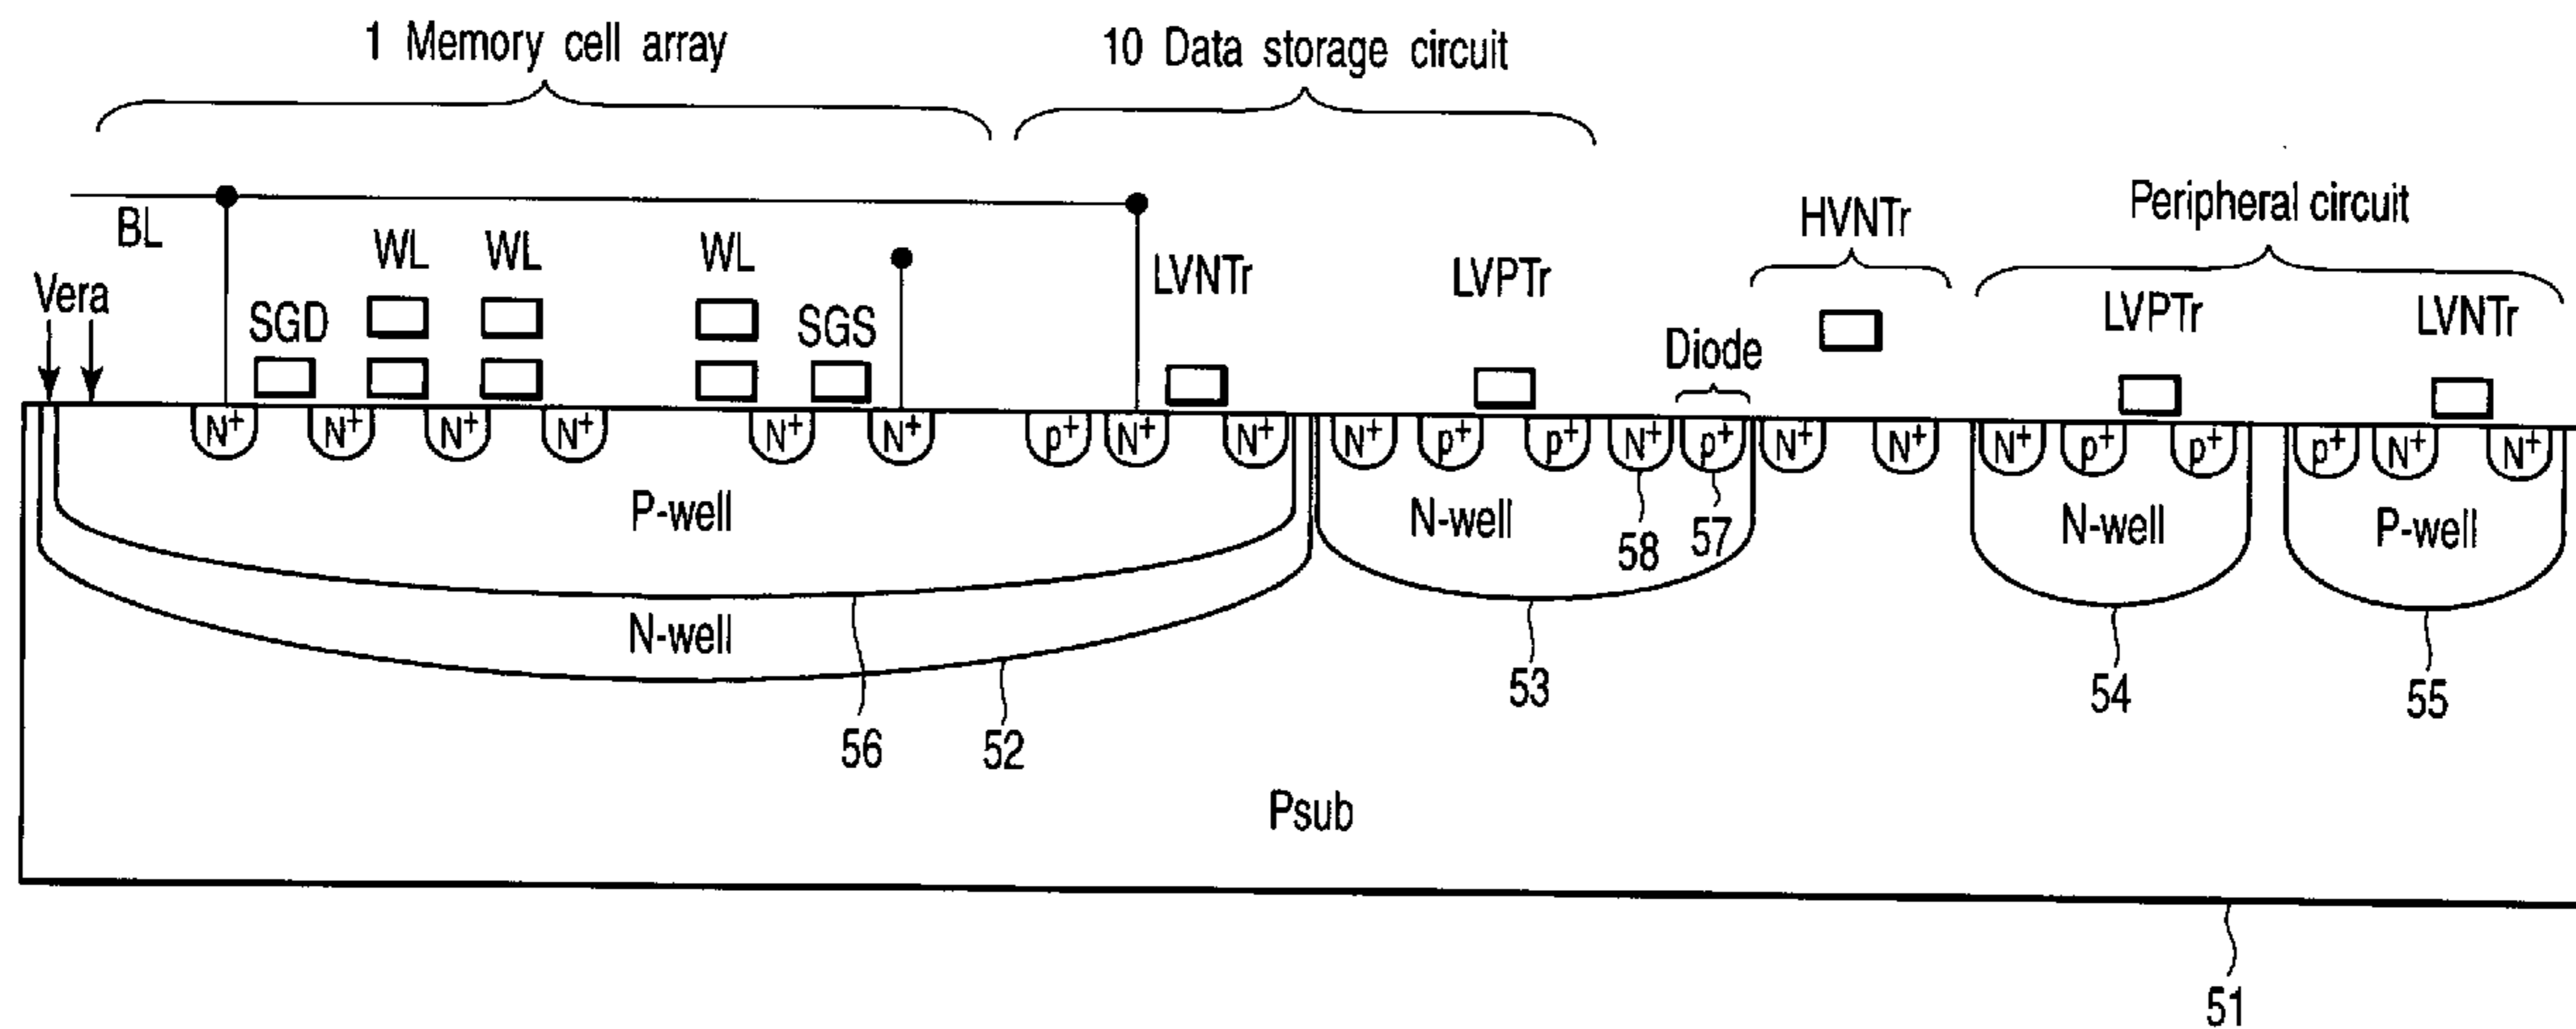 1 Memory cell array
10 Data storage circuit
BL
WL
WL
WL
HVNTr
Peripheral circuit
Vera
SGD
SGS
LVNTr
LVPTr
Diode
LVPTr
LVNTr
N+ N+ N+ N+ N+ N+ p+ N+ N+ N+ p+ p+ N+ p+ N+ N+ N+ p+ p+ p+ N+ N+
P-well
N-well
58
57
N-well
P-well
N-well
53
54
55
56
52
Psub
51